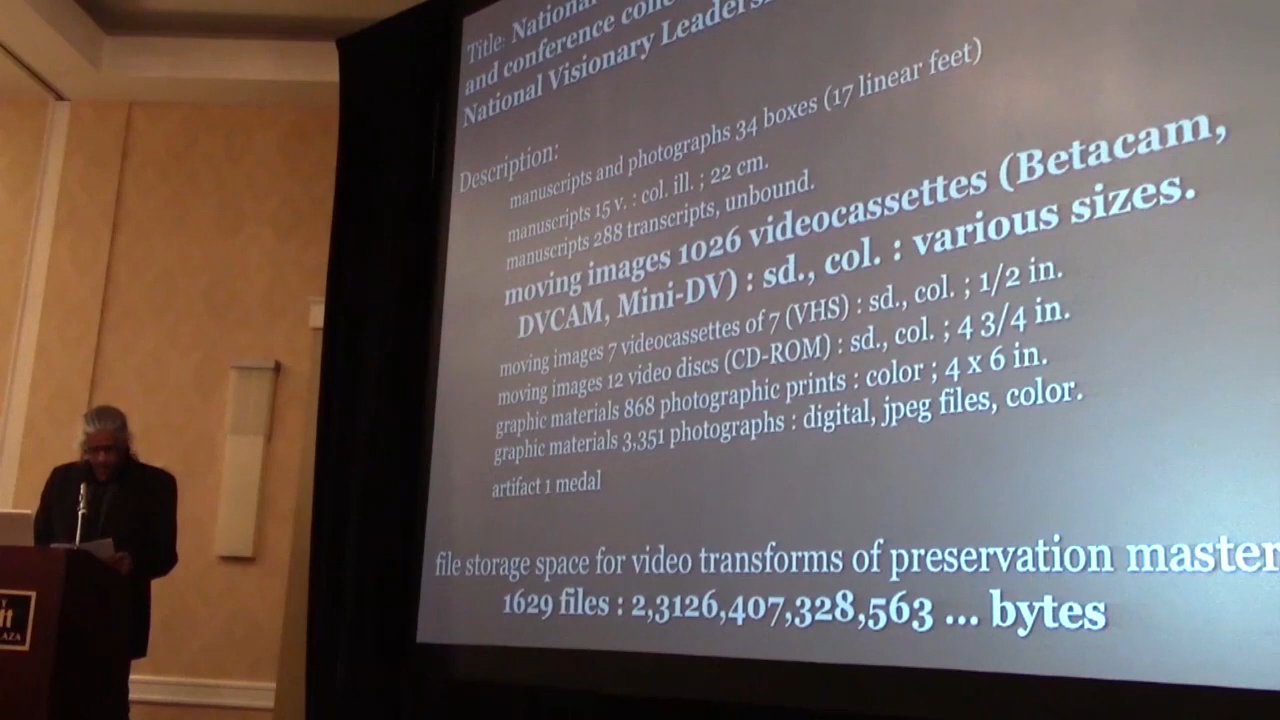 Title: National
and conference
National Visionary
Description:
manuscripts and photographs 34 boxes (17 linear feet)
manuscripts 15 v. : col. ill. ; 22 cm.
manuscripts 288 transcripts, unbound.
moving images 1026 videocassettes (Betacam,
DVCAM, Mini-DV) : sd., col. : various sizes.
moving images 7 videocassettes of 7 (VHS) : sd., col. ; 1/2 in.
moving images 12 video discs (CD-ROM) : sd., col. ; 4 3/4 in.
graphic materials 868 photographic prints : color ; 4 x 6 in.
graphic materials 3,351 photographs : digital, jpeg files, color.
artifact 1 medal
file storage space for video transforms of preservation master
1629 files : 2,3126,407,328,563 ... bytes